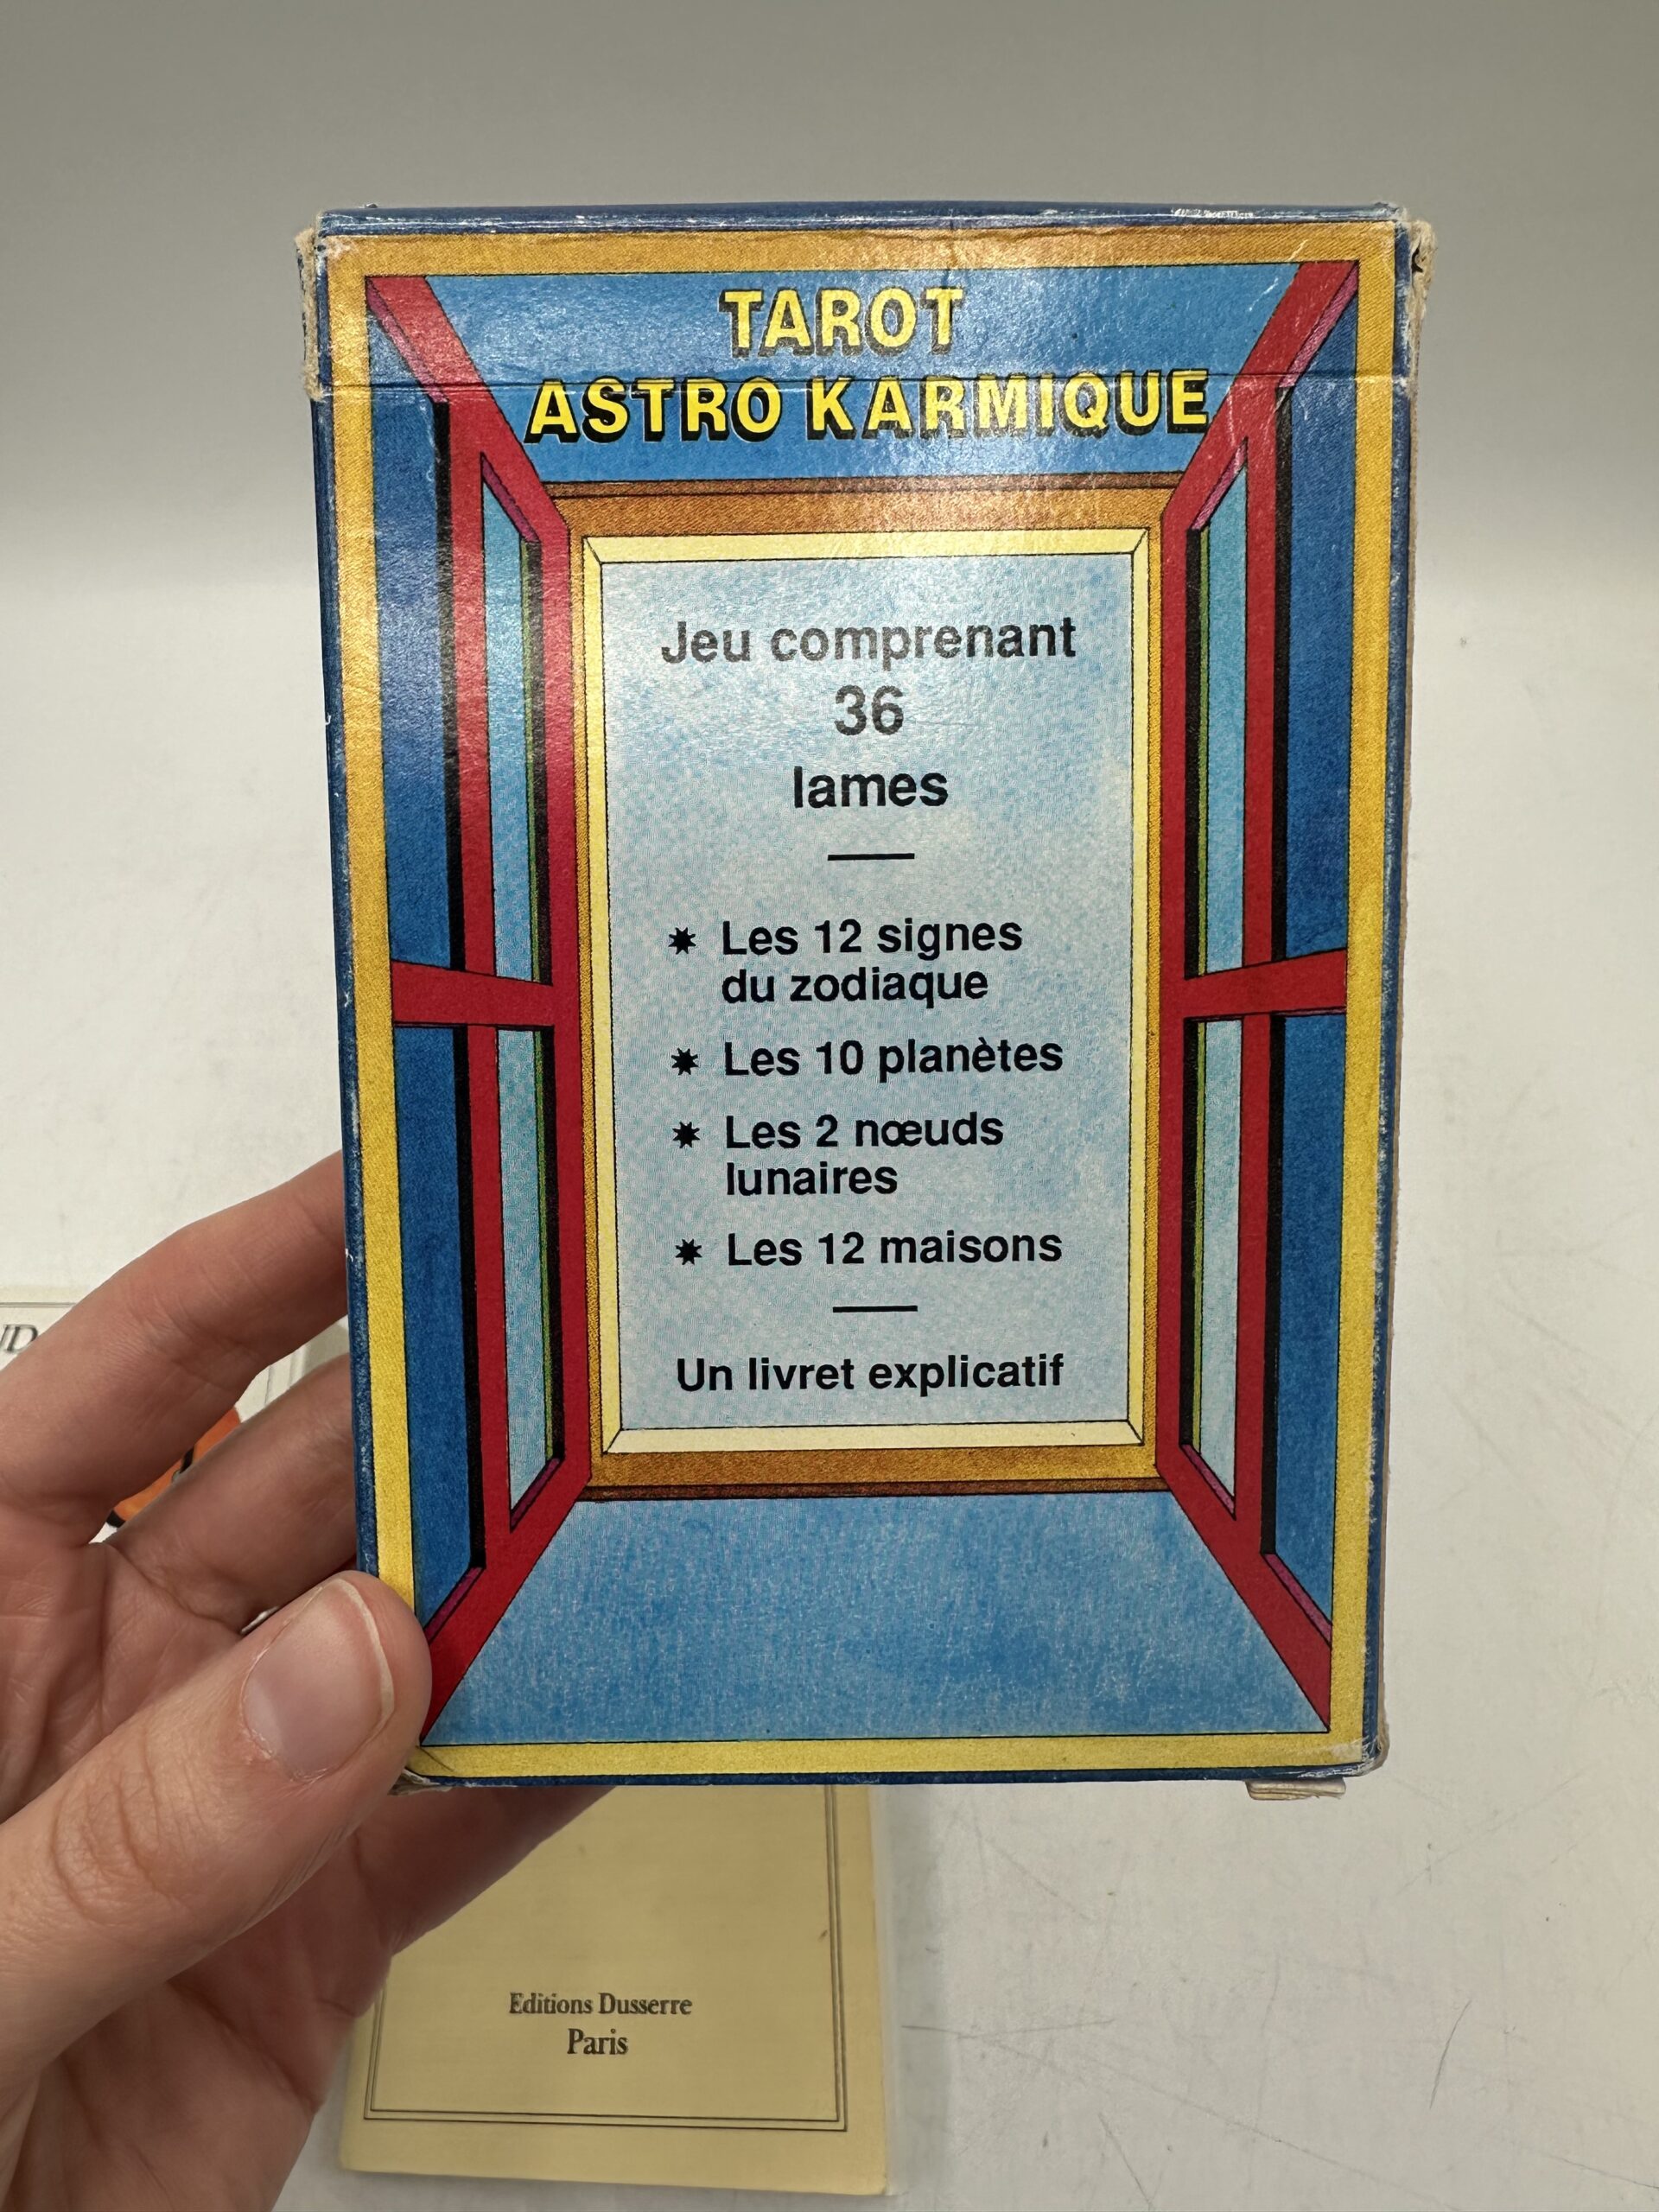 TAROT
ASTRO KARMIQUE
Jeu comprenant
36
lames
Les 12 signes
du zodiaque
Les 10 planètes
Les 2 nœuds
lunaires
Les 12 maisons
Un livret explicatif
Editions Dusserre
Paris